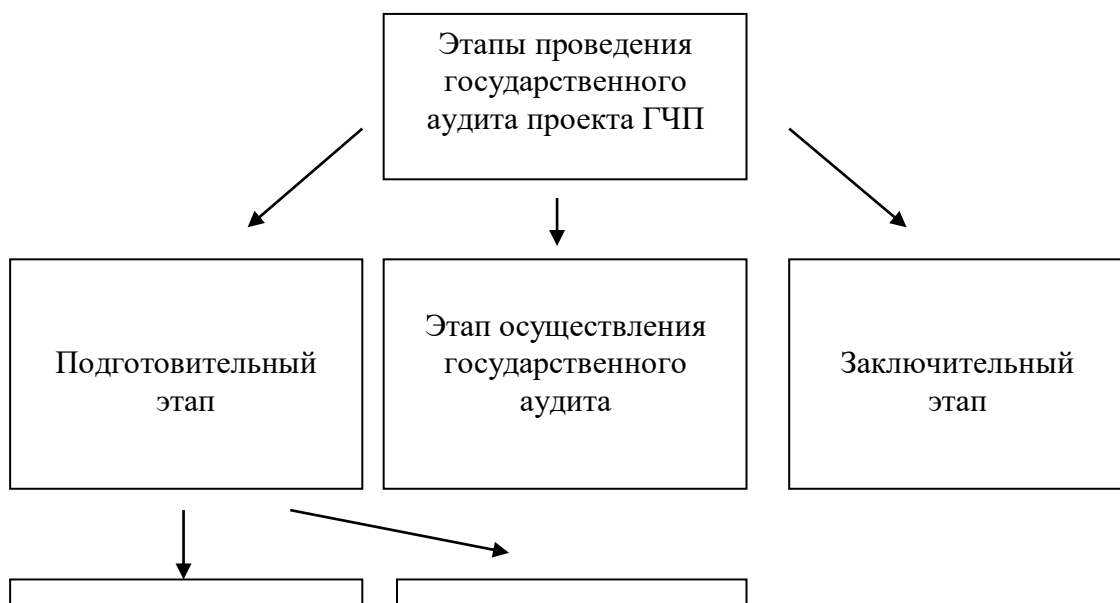 Этапы проведения
государственного
аудита проекта ГЧП
Подготовительный
этап
Этап осуществления
государственного
аудита
Заключительный
этап